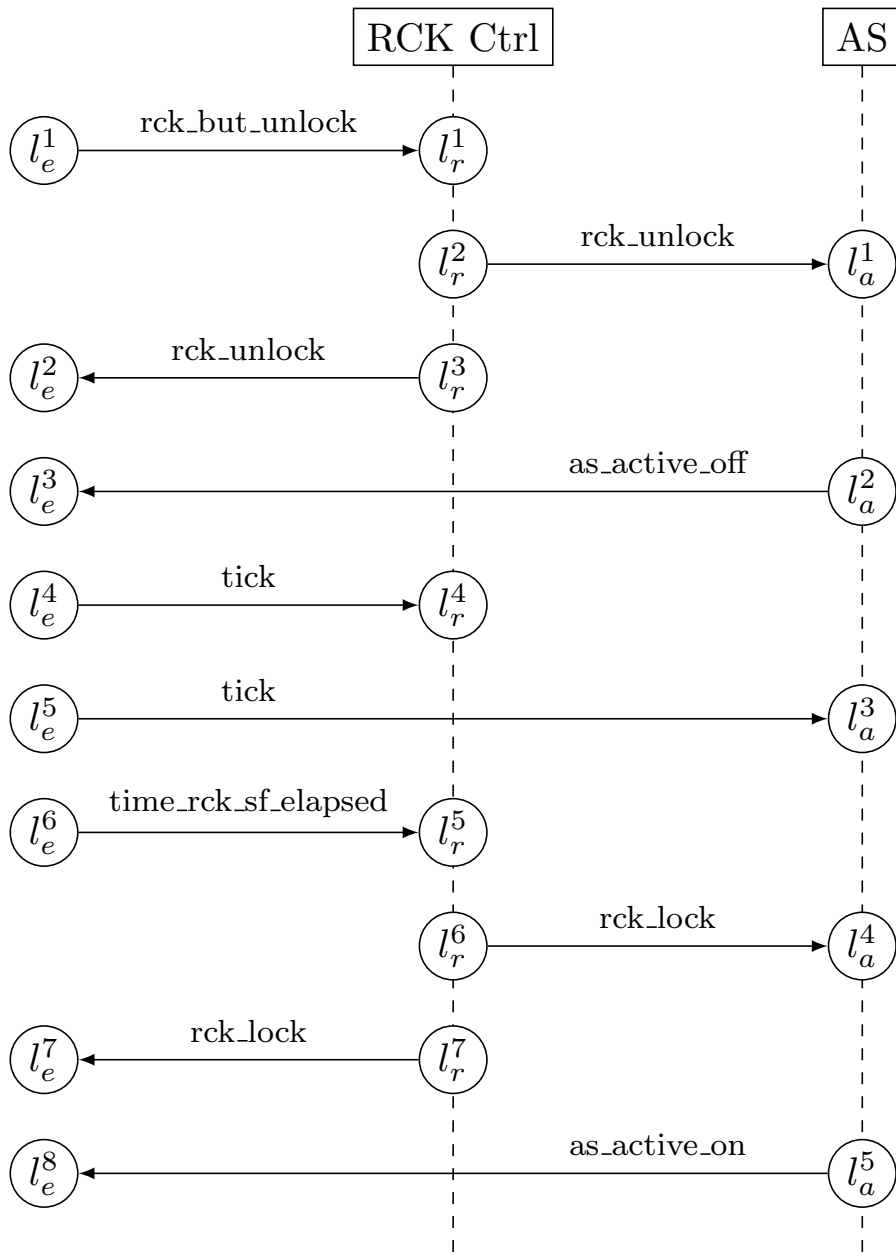 RCK Ctrl AS
rck_but_unlock
l_e^1 l_r^1
rck_unlock
l_r^2 l_a^1
rck_unlock
l_e^2 l_r^3
as_active_off
l_e^3 l_a^2
tick
l_e^4 l_r^4
tick
l_e^5 l_a^3
time_rck_sf_elapsed
l_e^6 l_r^5
rck_lock
l_r^6 l_a^4
rck_lock
l_e^7 l_r^7
as_active_on
l_e^8 l_a^5